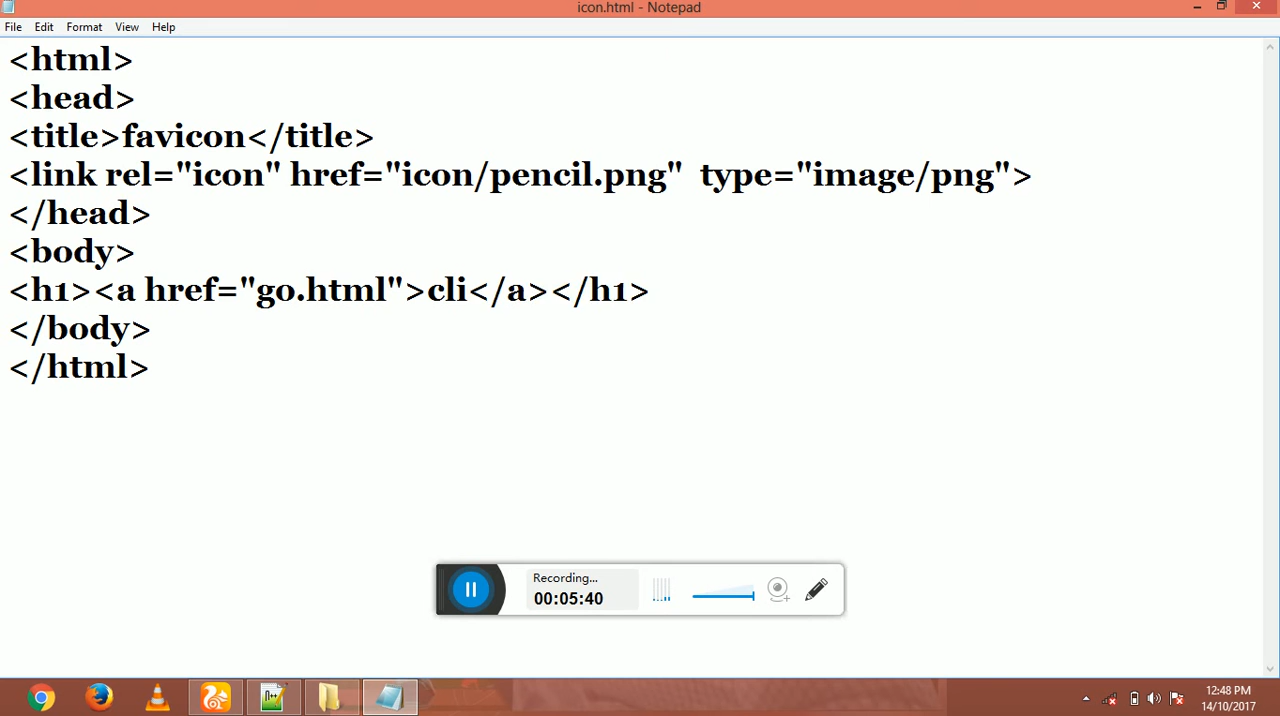 icon.html - Notepad
File Edit Format View Help
<html>
<head>
<title>favicon</title>
<link rel="icon" href="icon/pencil.png"  type="image/png">
</head>
<body>
<h1><a href="go.html">cli</a></h1>
</body>
</html>
Recording...
00:05:40
n++
12:48 PM
14/10/2017